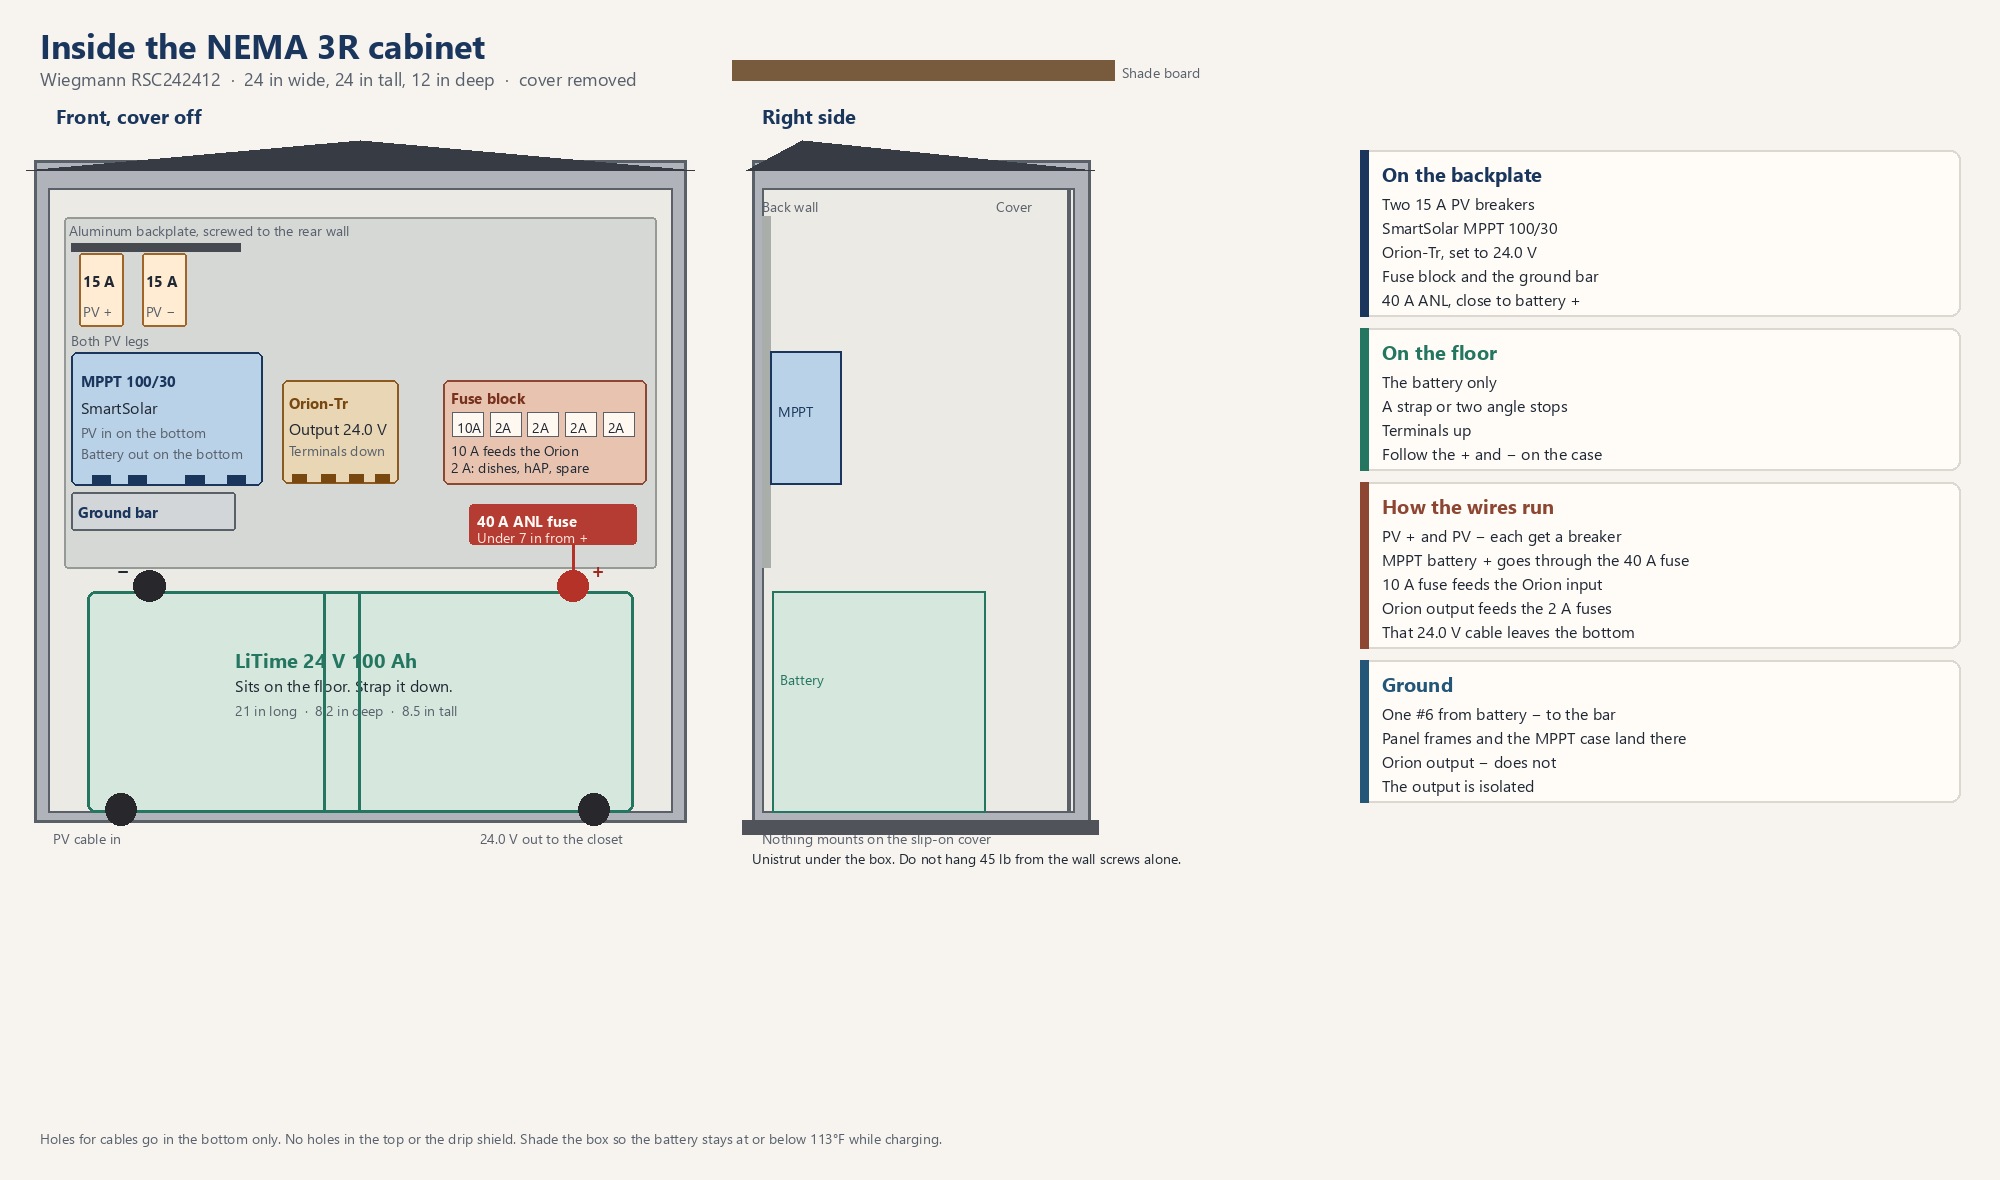 Inside the NEMA 3R cabinet
Wiegmann RSC242412 · 24 in wide, 24 in tall, 12 in deep · cover removed
Shade board
Front, cover off
Aluminum backplate, screwed to the rear wall
15 A
PV +
15 A
PV −
Both PV legs
MPPT 100/30
SmartSolar
PV in on the bottom
Battery out on the bottom
Orion-Tr
Output 24.0 V
Terminals down
Fuse block
10A 2A 2A 2A 2A
10 A feeds the Orion
2 A: dishes, hAP, spare
Ground bar
40 A ANL fuse
Under 7 in from +
−
+
LiTime 24 V 100 Ah
Sits on the floor. Strap it down.
21 in long · 8.2 in deep · 8.5 in tall
PV cable in
24.0 V out to the closet
Right side
Back wall
Cover
MPPT
Battery
Nothing mounts on the slip-on cover
Unistrut under the box. Do not hang 45 lb from the wall screws alone.
On the backplate
Two 15 A PV breakers
SmartSolar MPPT 100/30
Orion-Tr, set to 24.0 V
Fuse block and the ground bar
40 A ANL, close to battery +
On the floor
The battery only
A strap or two angle stops
Terminals up
Follow the + and − on the case
How the wires run
PV + and PV − each get a breaker
MPPT battery + goes through the 40 A fuse
10 A fuse feeds the Orion input
Orion output feeds the 2 A fuses
That 24.0 V cable leaves the bottom
Ground
One #6 from battery − to the bar
Panel frames and the MPPT case land there
Orion output − does not
The output is isolated
Holes for cables go in the bottom only. No holes in the top or the drip shield. Shade the box so the battery stays at or below 113°F while charging.